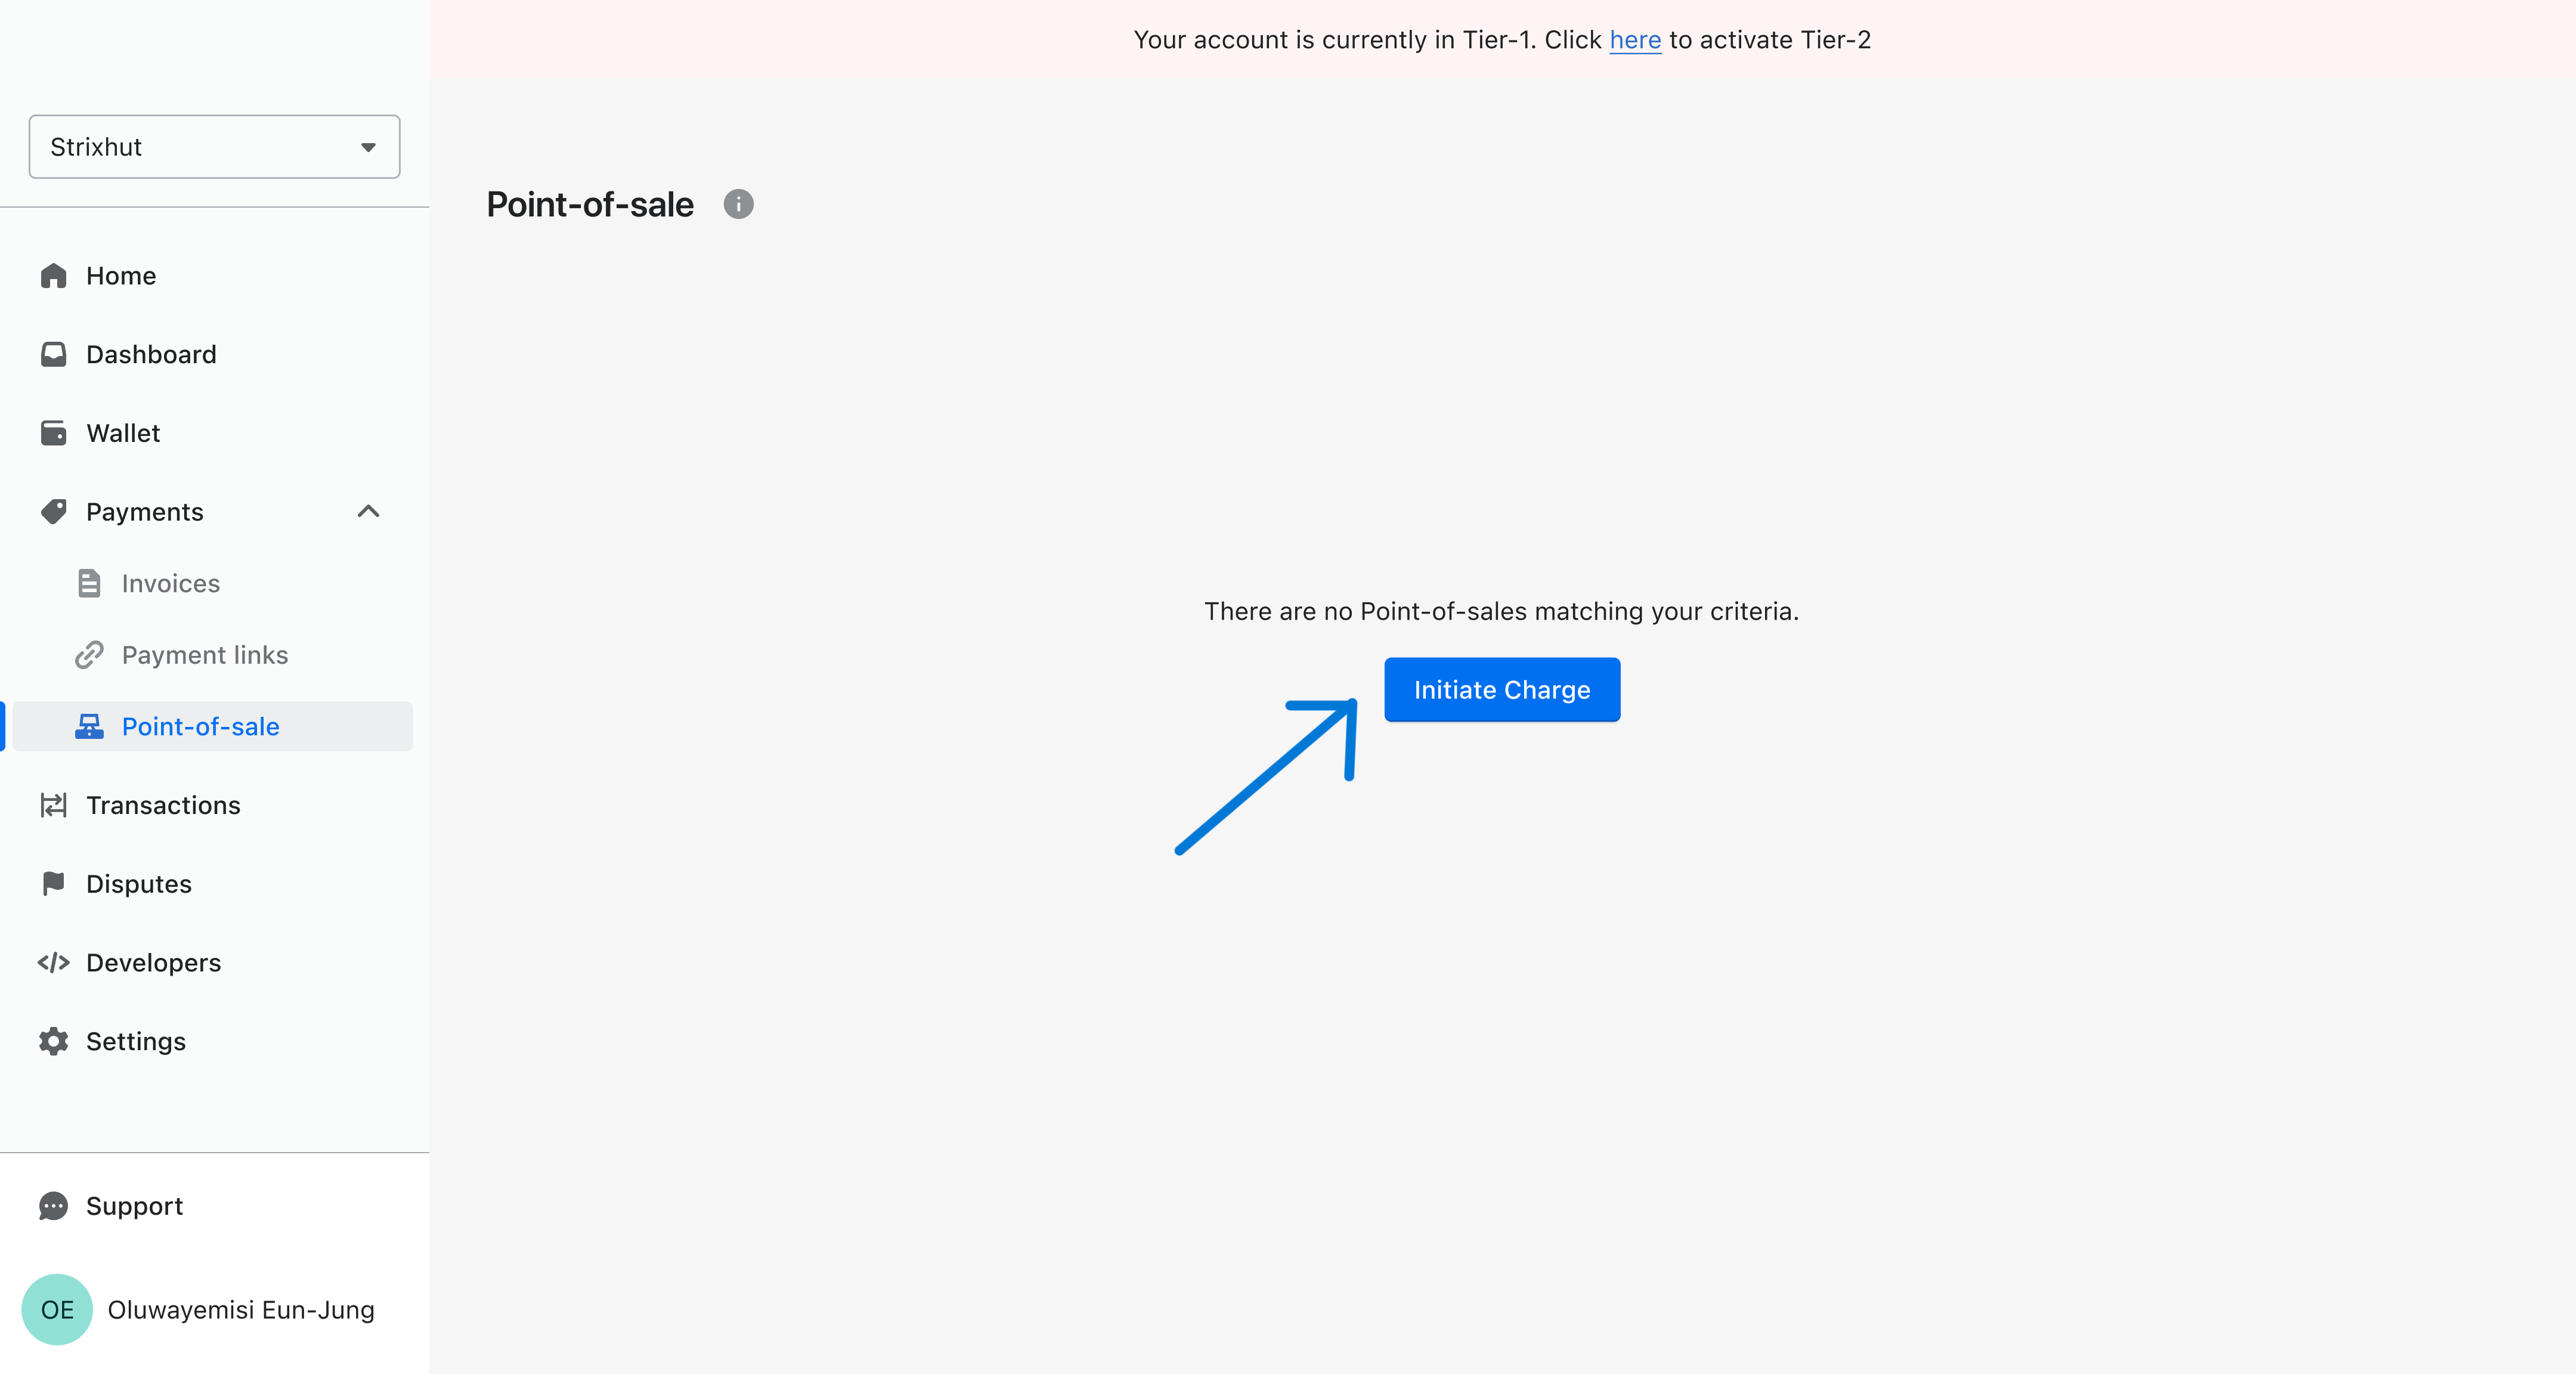 Your account is currently in Tier-1. Click here to activate Tier-2
Strixhut
Point-of-sale
Home
Dashboard
Wallet
Payments
Invoices
Payment links
Point-of-sale
Transactions
Disputes
Developers
Settings
There are no Point-of-sales matching your criteria.
Initiate Charge
Support
OE
Oluwayemisi Eun-Jung